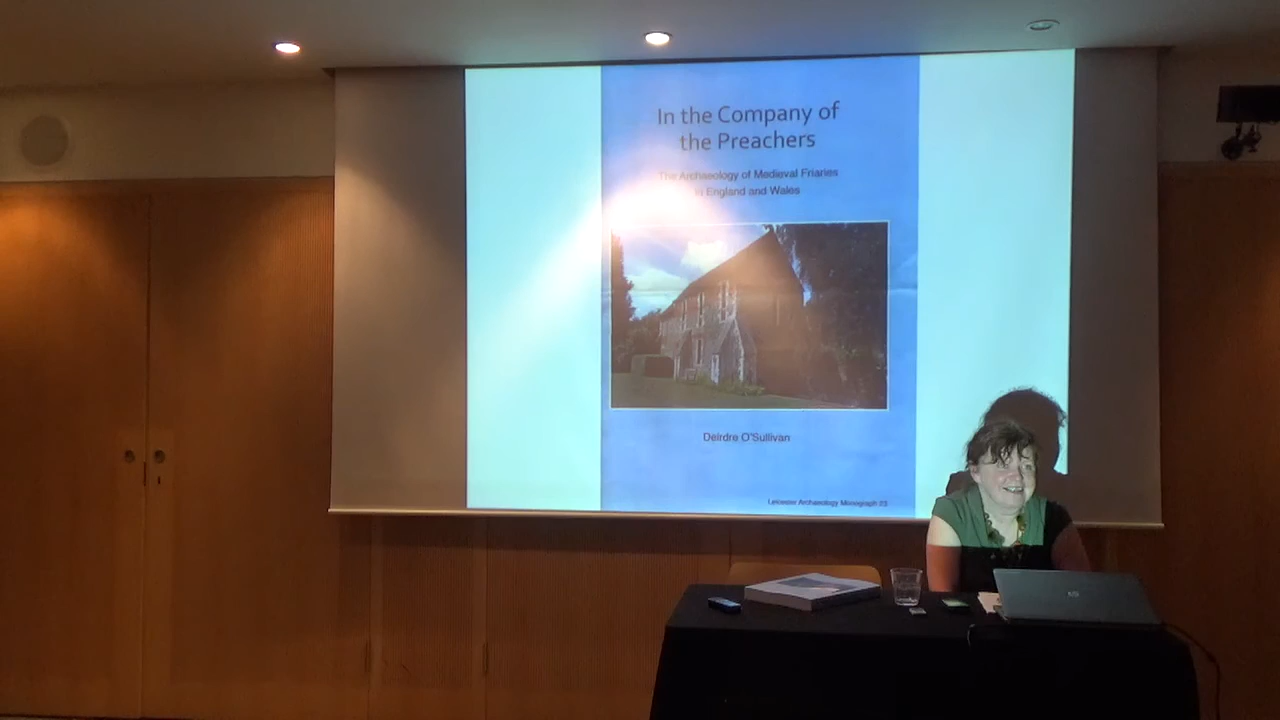 In the Company of
the Preachers
The Archaeology of Medieval Friaries
in England and Wales
Deirdre O'Sullivan
Leicester Archaeology Monograph 23
hp